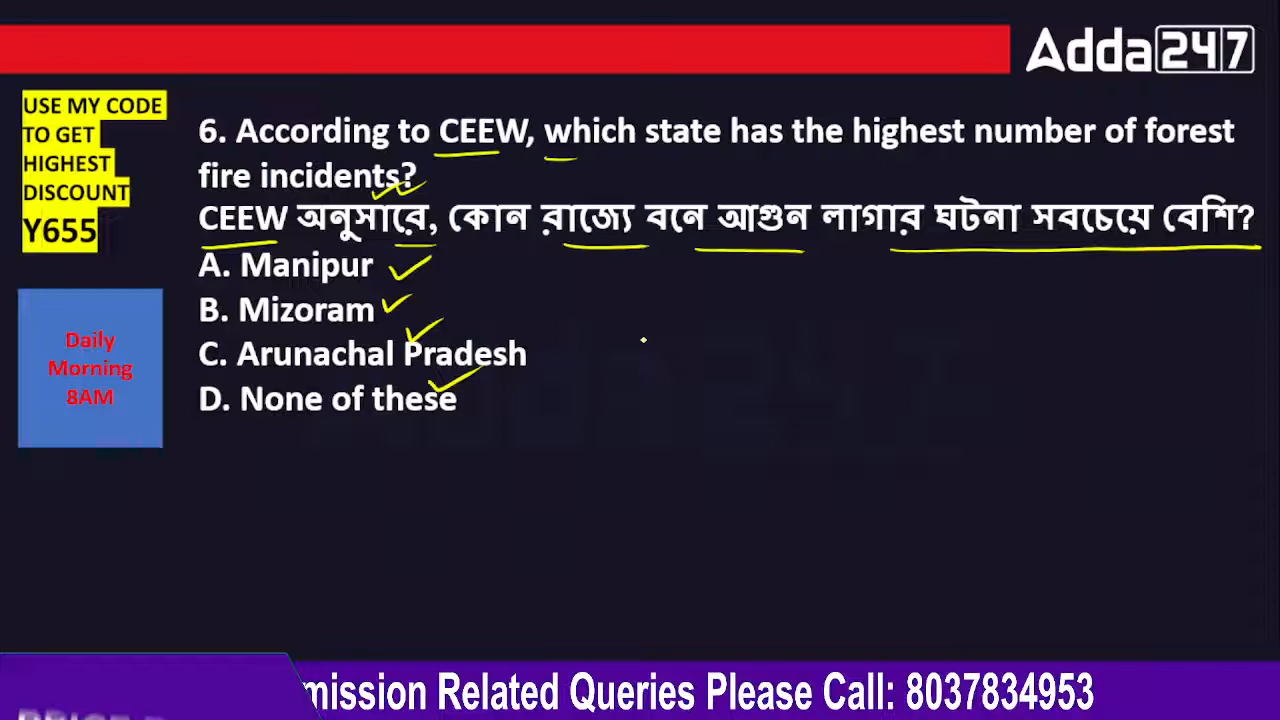 Adda247
USE MY CODE
TO GET
HIGHEST
DISCOUNT
Y655
6. According to CEEW, which state has the highest number of forest
fire incidents?
CEEW অনুসারে, কোন রাজ্যে বনে আগুন লাগার ঘটনা সবচেয়ে বেশি?
A. Manipur
B. Mizoram
C. Arunachal Pradesh
D. None of these
Daily
Morning
8AM
mission Related Queries Please Call: 8037834953